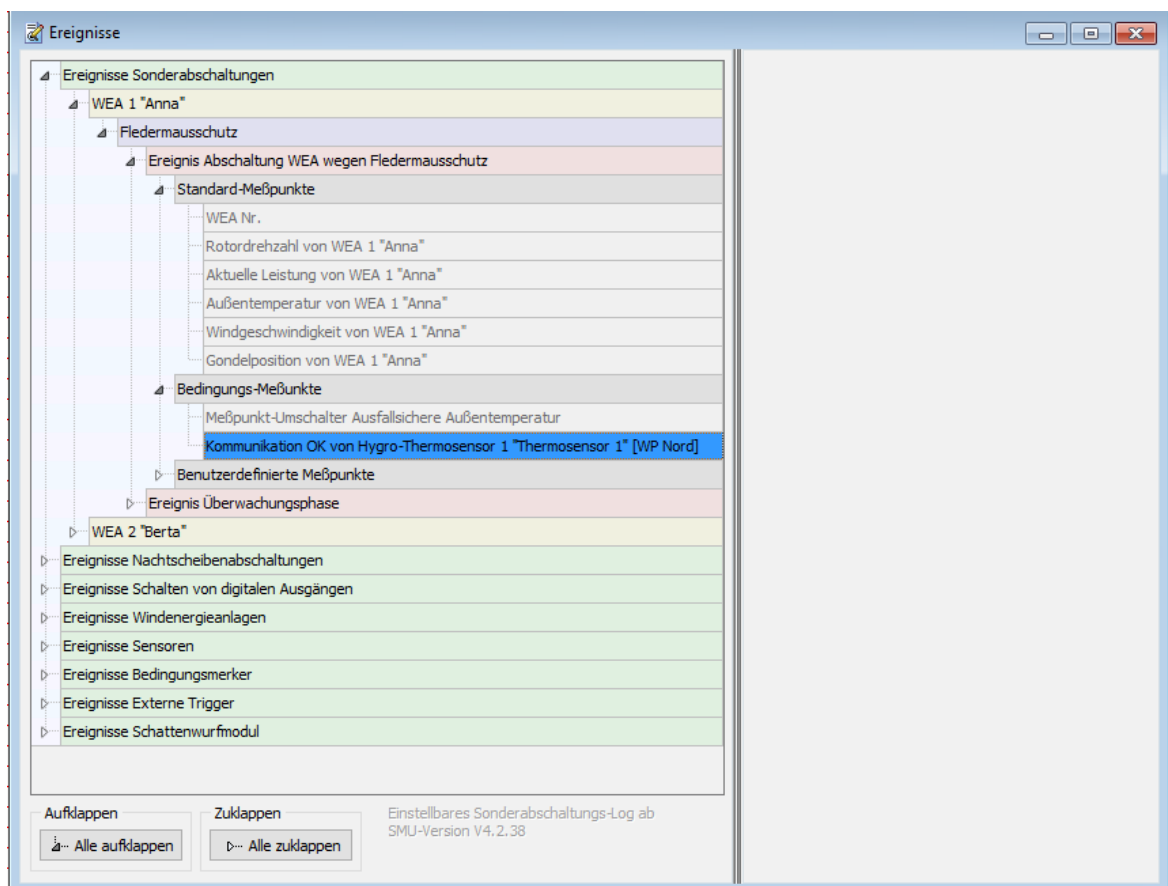 Ereignisse
Ereignisse Sonderabschaltungen
WEA 1 "Anna"
Fledermausschutz
Ereignis Abschaltung WEA wegen Fledermausschutz
Standard-Meßpunkte
WEA Nr.
Rotordrehzahl von WEA 1 "Anna"
Aktuelle Leistung von WEA 1 "Anna"
Außentemperatur von WEA 1 "Anna"
Windgeschwindigkeit von WEA 1 "Anna"
Gondelposition von WEA 1 "Anna"
Bedingungs-Meßunkte
Meßpunkt-Umschalter Ausfallsichere Außentemperatur
Kommunikation OK von Hygro-Thermosensor 1 "Thermosensor 1" [WP Nord]
Benutzerdefinierte Meßpunkte
Ereignis Überwachungsphase
WEA 2 "Berta"
Ereignisse Nachtscheibenabschaltungen
Ereignisse Schalten von digitalen Ausgängen
Ereignisse Windenergieanlagen
Ereignisse Sensoren
Ereignisse Bedingungsmerker
Ereignisse Externe Trigger
Ereignisse Schattenwurfmodul
Aufklappen
Alle aufklappen
Zuklappen
Alle zuklappen
Einstellbares Sonderabschaltungs-Log ab
SMU-Version V4.2.38